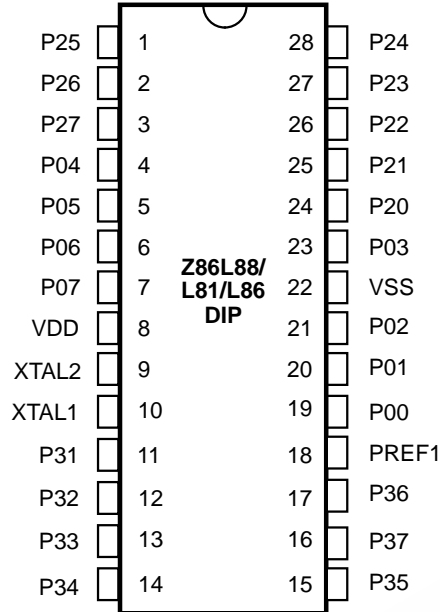 P25 1 28 P24
P26 2 27 P23
P27 3 26 P22
P04 4 25 P21
P05 5 24 P20
P06 6 23 P03
Z86L88/
P07 7 22 VSS
L81/L86
DIP
VDD 8 21 P02
XTAL2 9 20 P01
XTAL1 10 19 P00
P31 11 18 PREF1
P32 12 17 P36
P33 13 16 P37
P34 14 15 P35